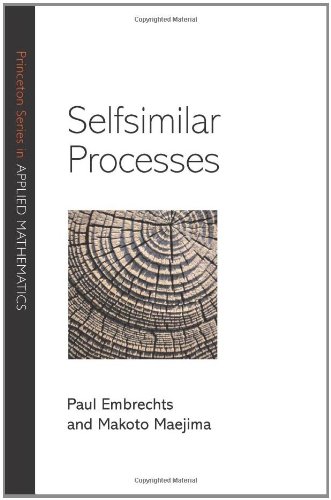 Princeton Series in APPLIED MATHEMATICS
Selfsimilar
Processes
Paul Embrechts
and Makoto Maejima
Copyrighted Material
Copyrighted Material